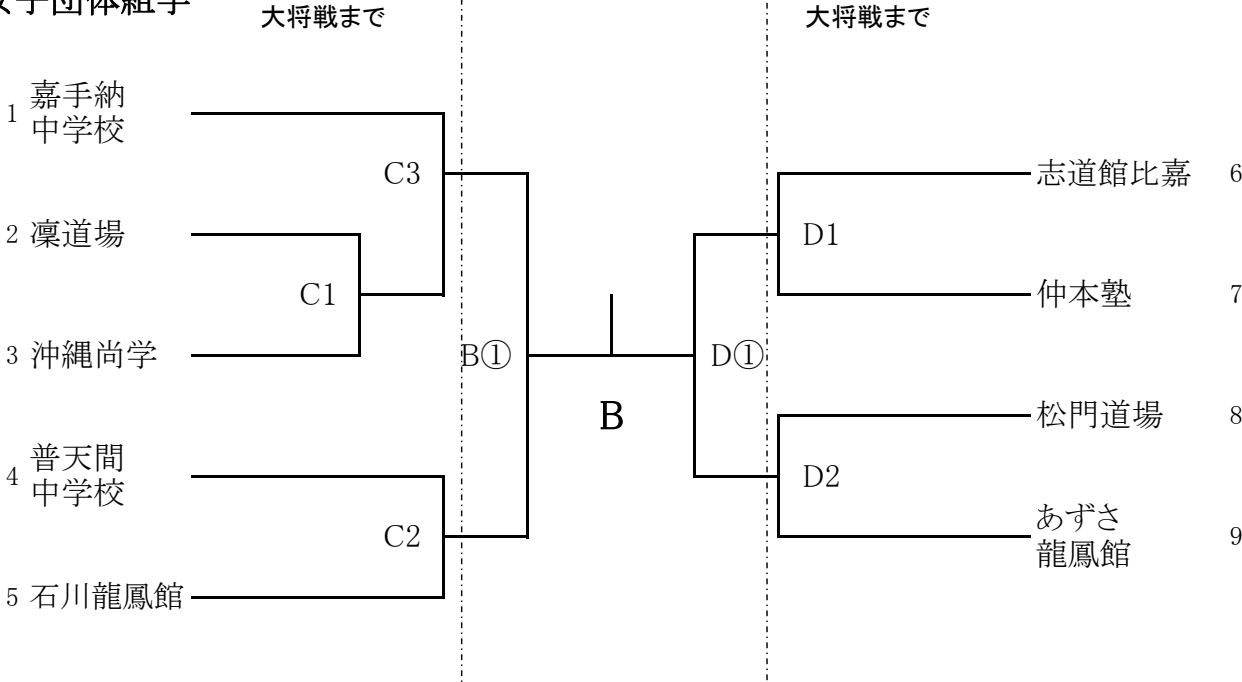 女子団体組手
大将戦まで
大将戦まで
1 嘉手納
中学校
C3
2 凜道場
C1
3 沖縄尚学
B①
4 普天間
中学校
C2
5 石川龍鳳館
B
志道館比嘉 6
D1
仲本塾 7
D①
松門道場 8
D2
あずさ
龍鳳館 9